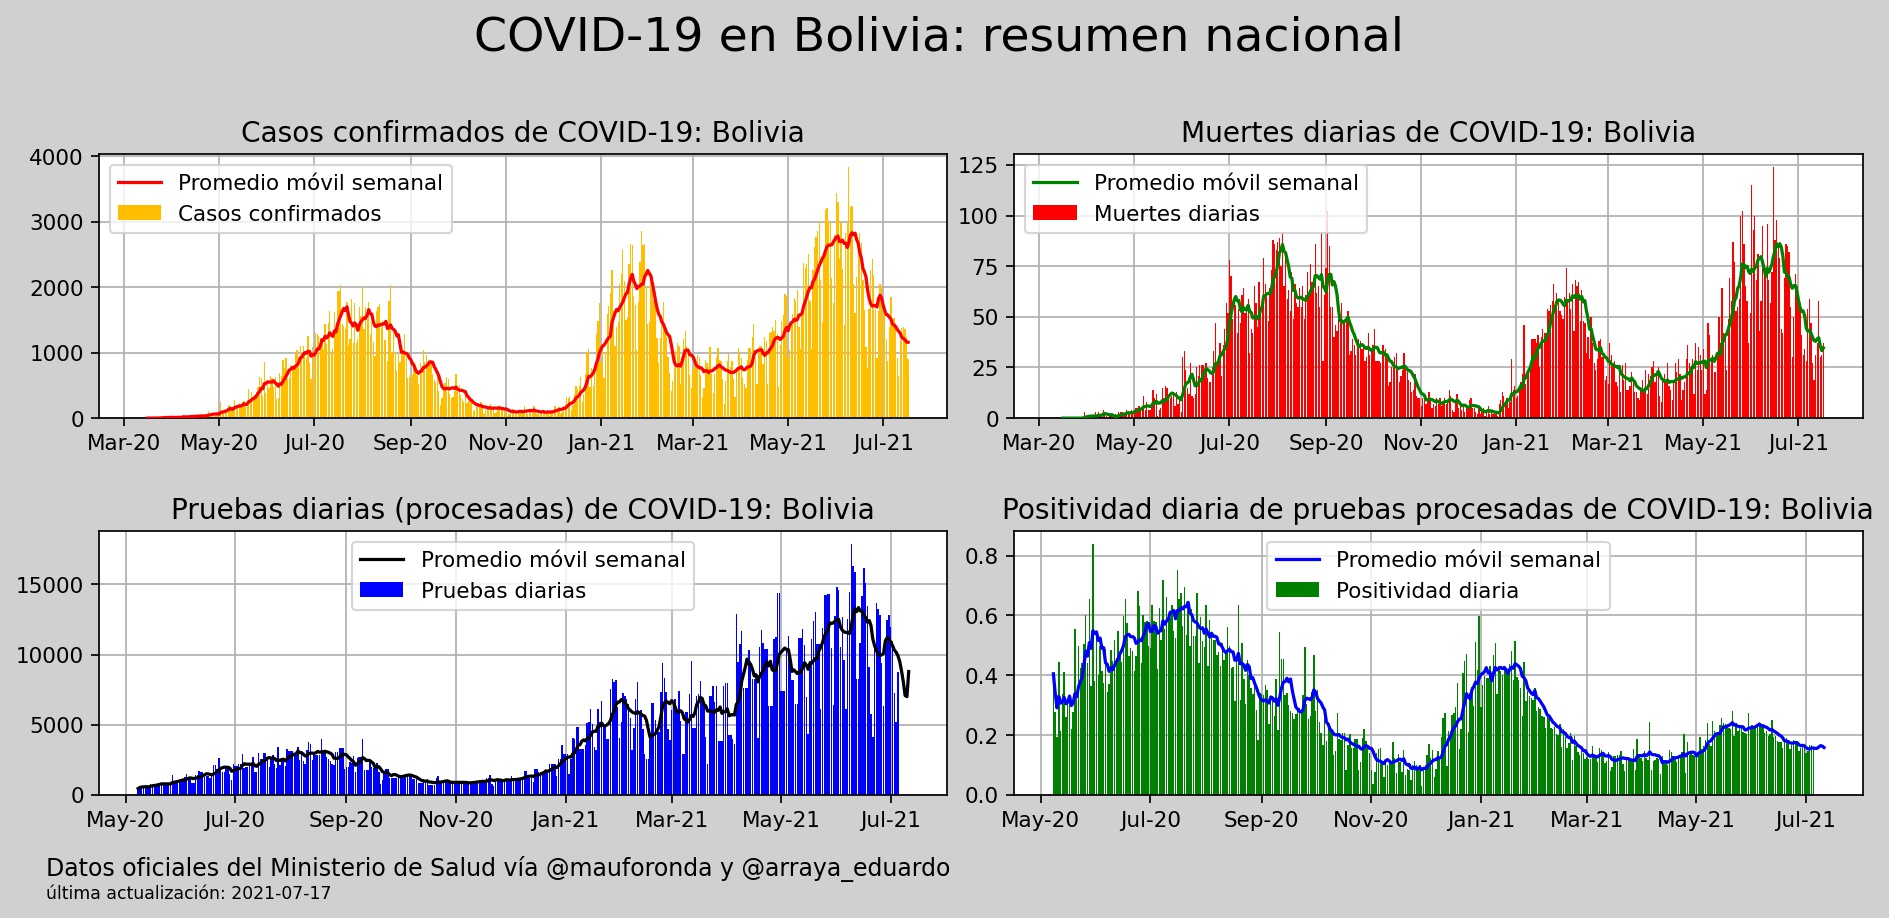 COVID-19 en Bolivia: resumen nacional
Casos confirmados de COVID-19: Bolivia
4000
3000
2000
1000
0
Promedio móvil semanal
Casos confirmados
Mar-20 May-20 Jul-20 Sep-20 Nov-20 Jan-21 Mar-21 May-21 Jul-21
Muertes diarias de COVID-19: Bolivia
125
100
75
50
25
0
Promedio móvil semanal
Muertes diarias
Mar-20 May-20 Jul-20 Sep-20 Nov-20 Jan-21 Mar-21 May-21 Jul-21
Pruebas diarias (procesadas) de COVID-19: Bolivia
15000
10000
5000
0
Promedio móvil semanal
Pruebas diarias
May-20 Jul-20 Sep-20 Nov-20 Jan-21 Mar-21 May-21 Jul-21
Positividad diaria de pruebas procesadas de COVID-19: Bolivia
0.8
0.6
0.4
0.2
0.0
Promedio móvil semanal
Positividad diaria
May-20 Jul-20 Sep-20 Nov-20 Jan-21 Mar-21 May-21 Jul-21
Datos oficiales del Ministerio de Salud vía @mauforonda y @arraya_eduardo
última actualización: 2021-07-17